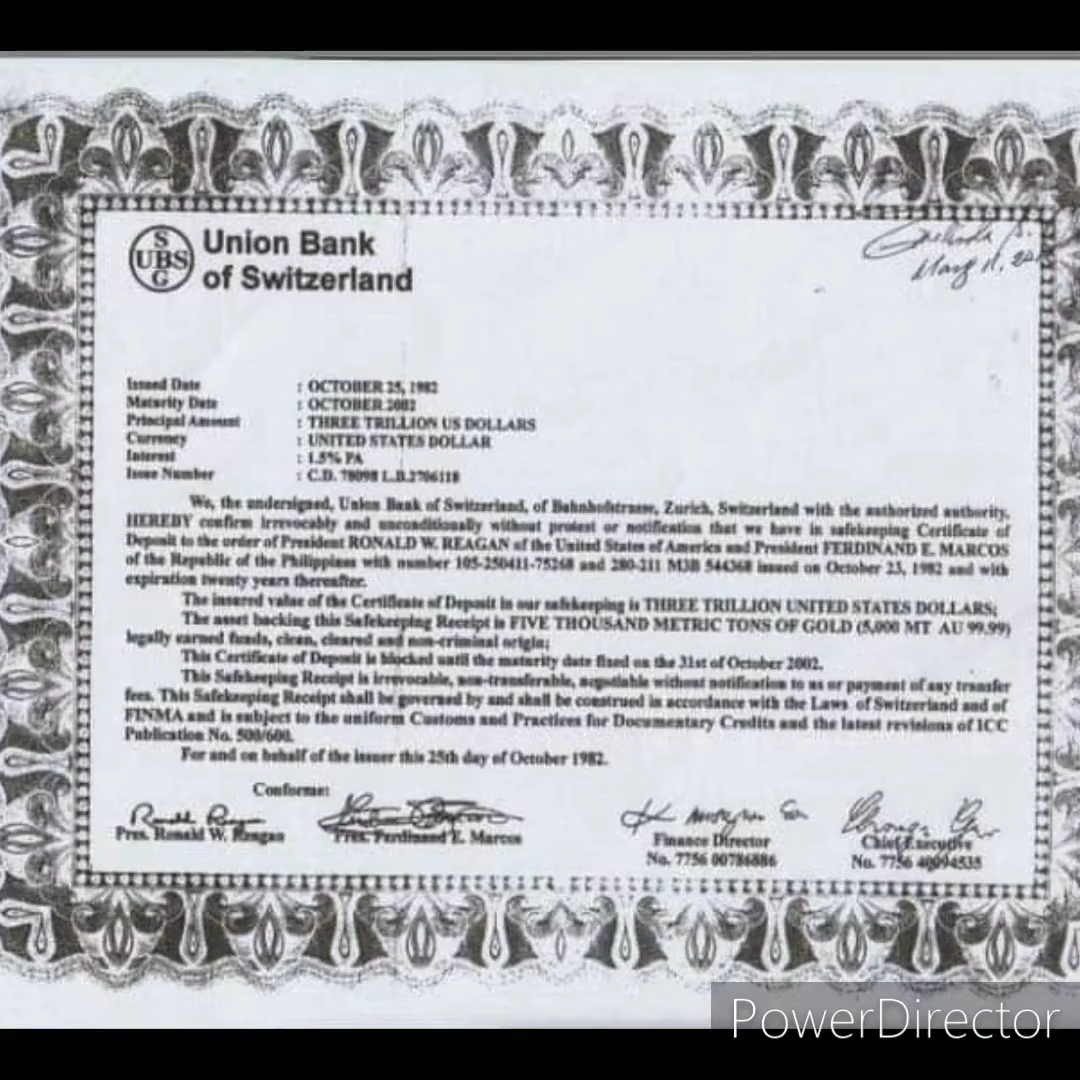 S
UBS
G
Union Bank
of Switzerland
March 11,
Issued Date : OCTOBER 25, 1982
Maturity Date : OCTOBER 2002
Principal Amount : THREE TRILLION US DOLLARS
Currency : UNITED STATES DOLLAR
Interest : 1.5% PA
Issue Number : C.D. 78098 L.B.2706118
We, the undersigned, Union Bank of Switzerland, of Bahnhofstrasse, Zurich, Switzerland with the authorized authority,
HEREBY confirm irrevocably and unconditionally without protest or notification that we have in safekeeping Certificate of
Deposit to the order of President RONALD W. REAGAN of the United States of America and President FERDINAND E. MARCOS
of the Republic of the Philippines with number 105-250411-75268 and 280-211 M3B 544368 issued on October 23, 1982 and with
expiration twenty years thereafter.
The insured value of the Certificate of Deposit in our safekeeping is THREE TRILLION UNITED STATES DOLLARS;
The asset backing this Safekeeping Receipt is FIVE THOUSAND METRIC TONS OF GOLD (5,000 MT AU 99.99)
legally earned funds, clean, cleared and non-criminal origin;
This Certificate of Deposit is blocked until the maturity date fixed on the 31st of October 2002.
This Safekeeping Receipt is irrevocable, non-transferable, negotiable without notification to us or payment of any transfer
fees. This Safekeeping Receipt shall be governed by and shall be construed in accordance with the Laws of Switzerland and of
FINMA and is subject to the uniform Customs and Practices for Documentary Credits and the latest revisions of ICC
Publication No. 500/600.
For and on behalf of the issuer this 25th day of October 1982.
Conforme:
Pres. Ronald W. Reagan
Pres. Ferdinand E. Marcos
Finance Director
No. 7756 00786886
Chief Executive
No. 7756 40094535
PowerDirector